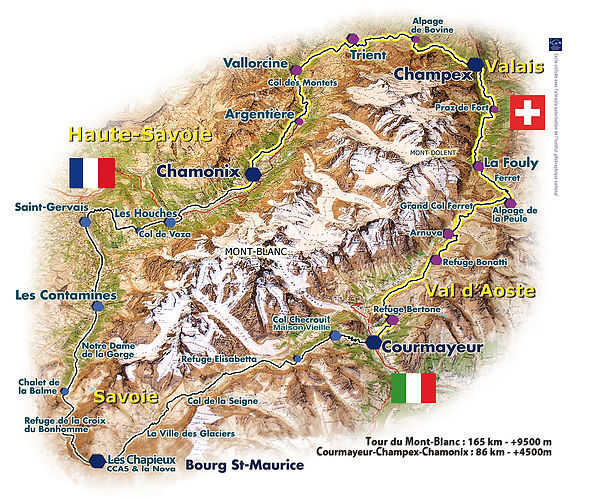 Alpage
de Bovine
Trient
Vallorcine
Col des Montets
Champex
Valais
Praz de Fort
Argentière
Haute-Savoie
MONT DOLENT
La Fouly
Ferret
Chamonix
Grand Col Ferret
Alpage de
la Peule
Saint-Gervais
Les Houches
Col de Voza
Arnuva
MONT-BLANC
Refuge Bonatti
Val d'Aoste
Les Contamines
Refuge Bertone
Col Checrouit
Maison Vieille
Courmayeur
Notre Dame
de la Gorge
Refuge Elisabetta
Chalet de
la Balme
Savoie
Col de la Seigne
Refuge de la Croix
du Bonhomme
La Ville des Glaciers
Les Chapieux
CCAS & la Nova
Bourg St-Maurice
Tour du Mont-Blanc : 165 km - +9500 m
Courmayeur-Champex-Chamonix : 86 km - +4500m